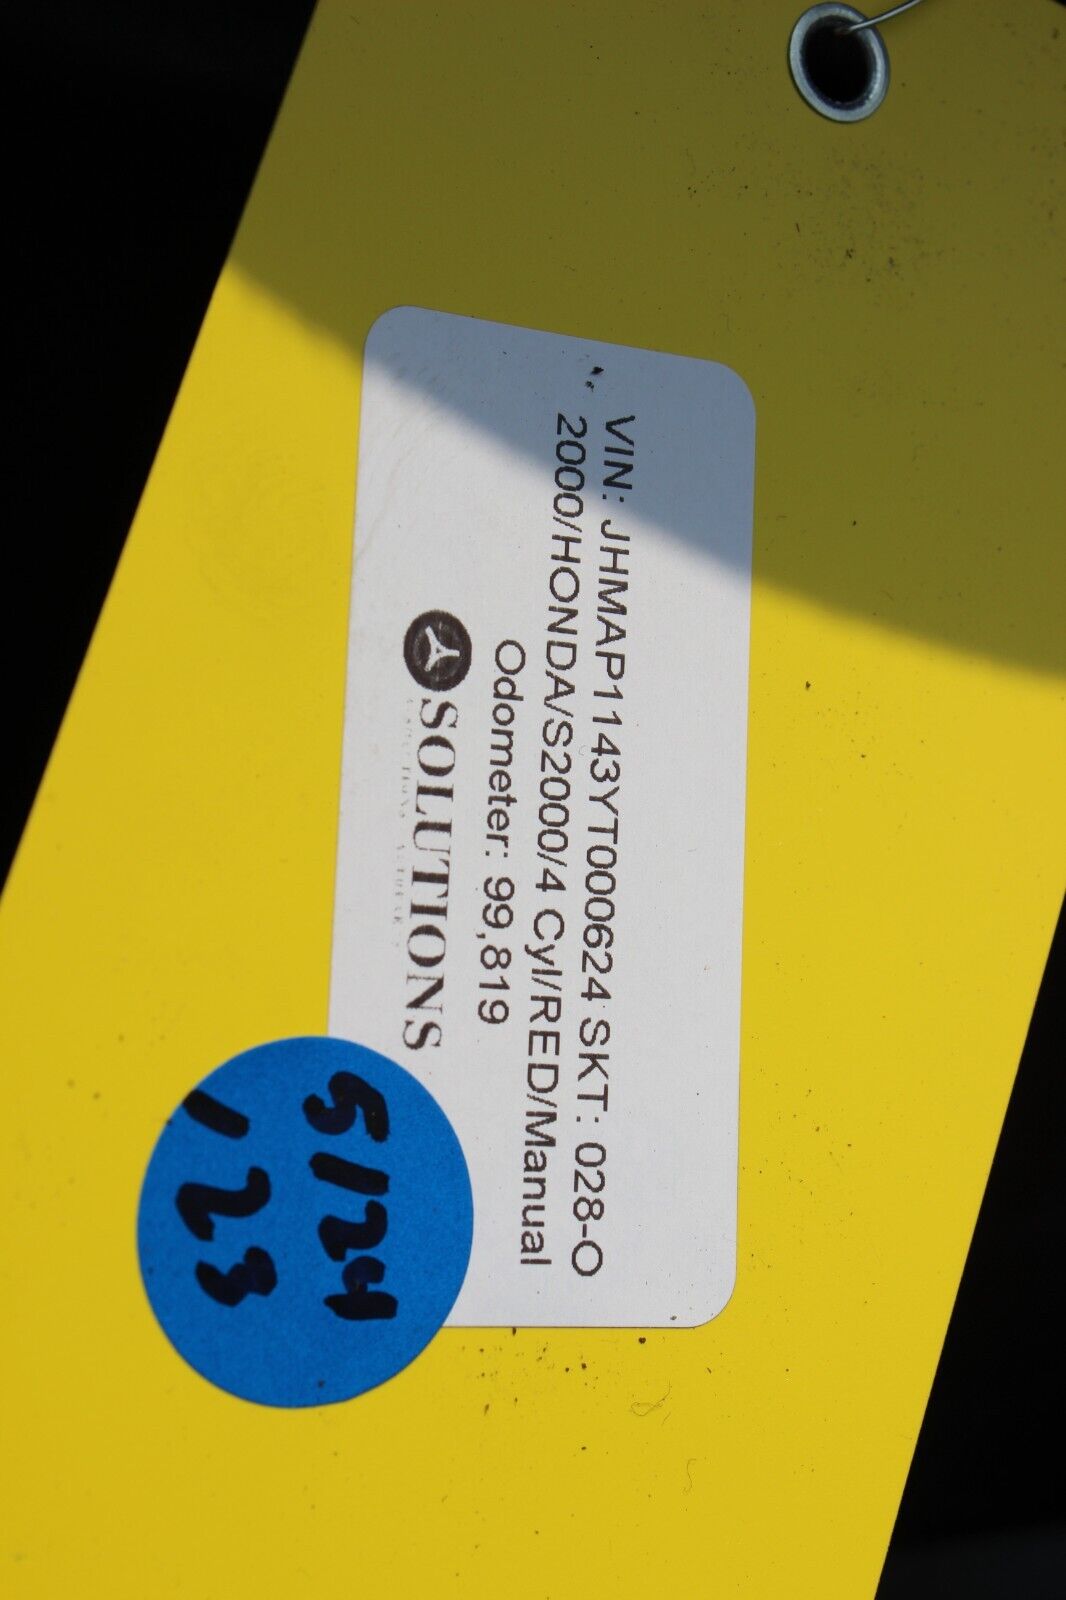 VIN: JHMAP1143YT000624 SKT: 028-O
2000/HONDA/S2000/4 Cyl/RED/Manual
Odometer: 99,819
SOLUTIONS
5/24
123